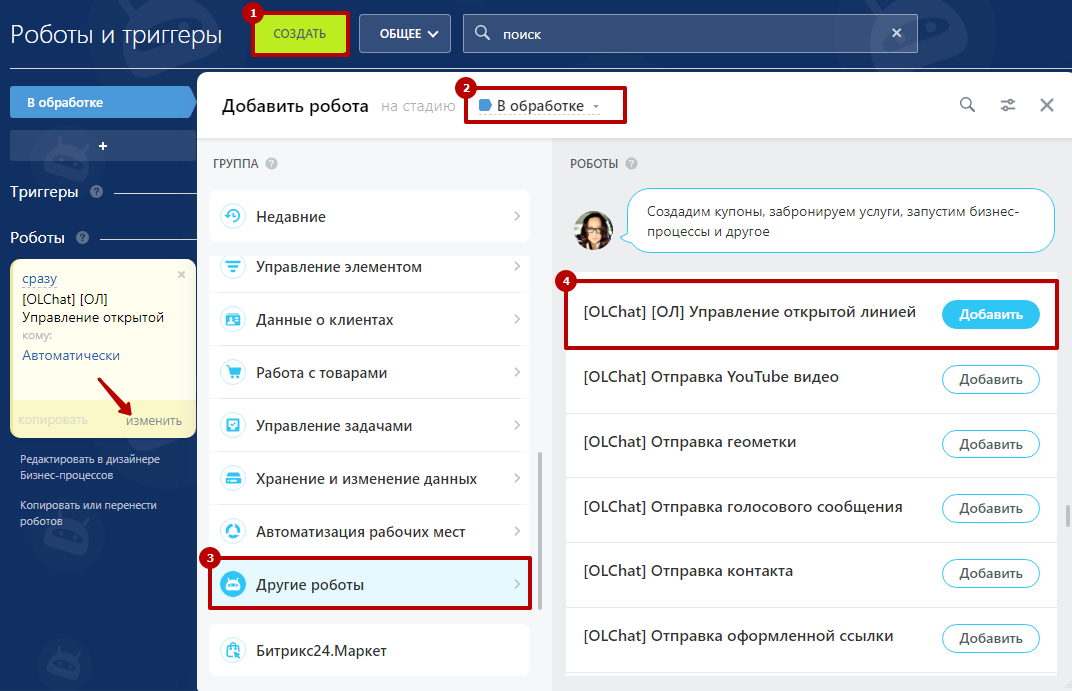 Роботы и триггеры
1
СОЗДАТЬ
ОБЩЕЕ
поиск
В обработке
+
Триггеры ?
Роботы ?
сразу
[OLChat] [ОЛ]
Управление открытой
кому:
Автоматически
копировать
изменить
Редактировать в дизайнере
Бизнес-процессов
Копировать или перенести
роботов
Добавить робота на стадию
2
В обработке
ГРУППА ?
Недавние
Управление элементом
Данные о клиентах
Работа с товарами
Управление задачами
Хранение и изменение данных
Автоматизация рабочих мест
3
Другие роботы
Битрикс24.Маркет
РОБОТЫ ?
Создадим купоны, забронируем услуги, запустим бизнес-
процессы и другое
4
[OLChat] [ОЛ] Управление открытой линией
Добавить
[OLChat] Отправка YouTube видео
Добавить
[OLChat] Отправка геометки
Добавить
[OLChat] Отправка голосового сообщения
Добавить
[OLChat] Отправка контакта
Добавить
[OLChat] Отправка оформленной ссылки
Добавить